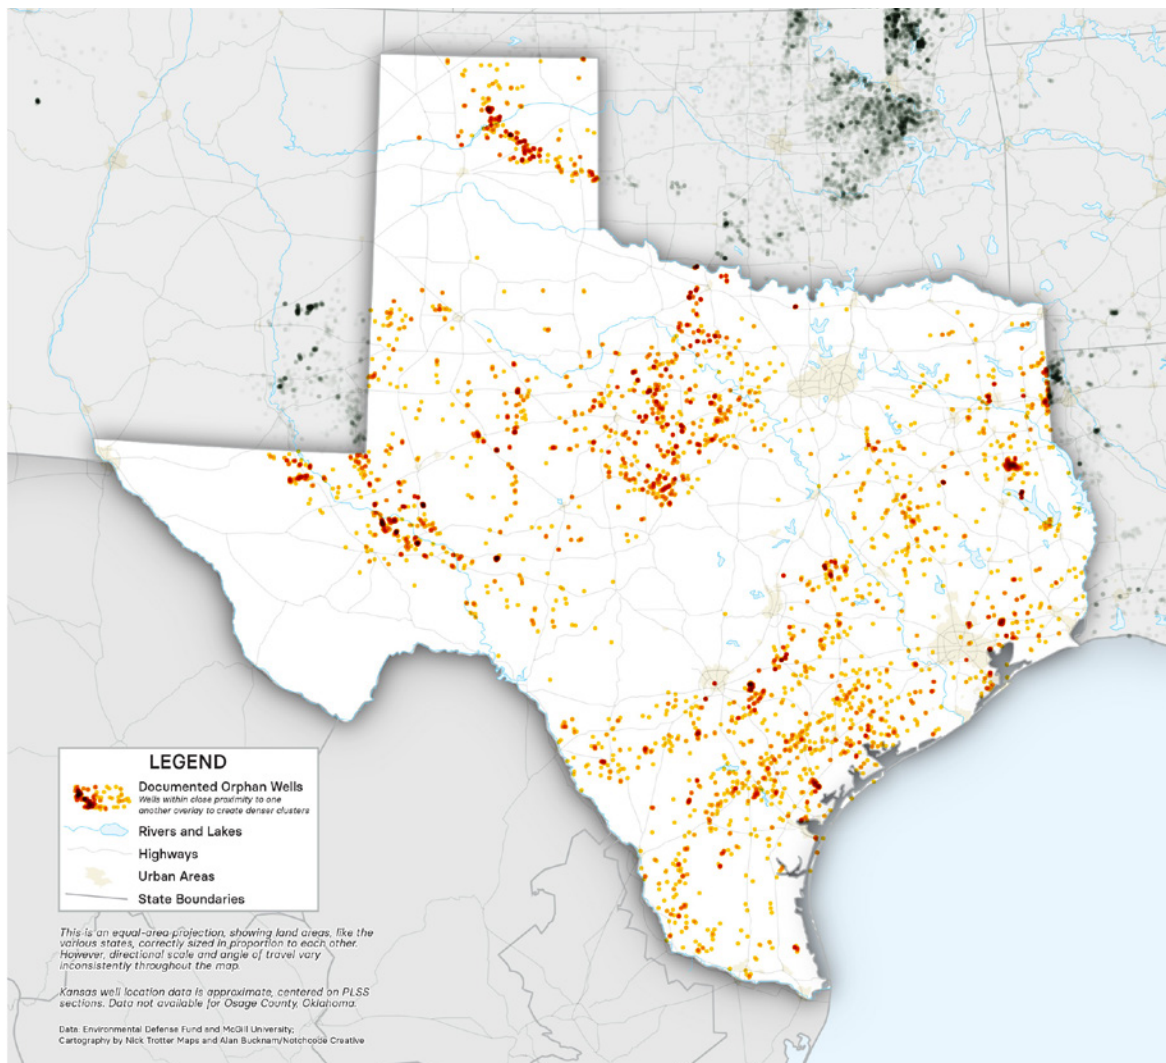 LEGEND
Documented Orphan Wells
Wells within close proximity to one
another overlay to create denser clusters
Rivers and Lakes
Highways
Urban Areas
State Boundaries
This is an equal-area projection, showing land areas, like the
various states, correctly sized in proportion to each other.
However, directional scale and angle of travel vary
inconsistently throughout the map.
Kansas well location data is approximate, centered on PLSS
sections. Data not available for Osage County, Oklahoma.
Data: Environmental Defense Fund and McGill University;
Cartography by Nick Trotter Maps and Alan Bucknam/Notchcode Creative